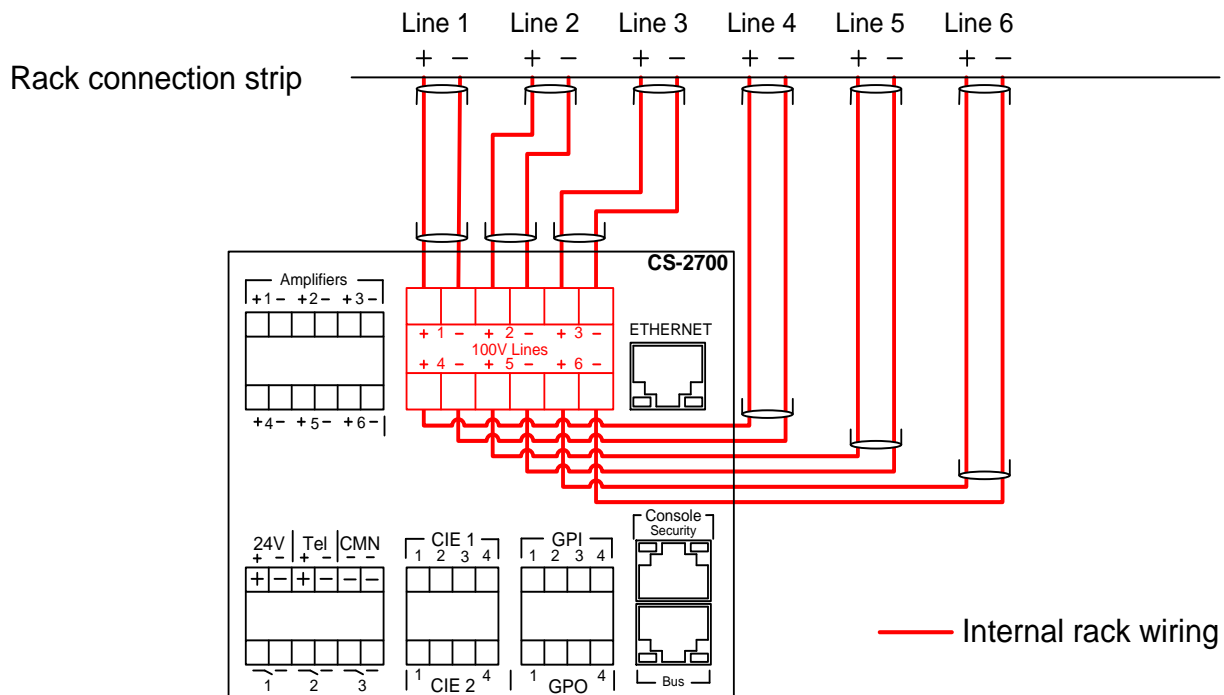 Line 1 Line 2 Line 3 Line 4 Line 5 Line 6
+ − + − + − + − + − + −
Rack connection strip
CS-2700
Amplifiers
+1− +2− +3−
+ 1 − + 2 − + 3 −
100V Lines
+ 4 − + 5 − + 6 −
ETHERNET
+4− +5− +6−
Console
Security
24V Tel CMN
+ − + − − −
+ − + − − −
CIE 1
1 2 3 4
GPI
1 2 3 4
Internal rack wiring
1 2 3
1 CIE 2 4
1 GPO 4
Bus